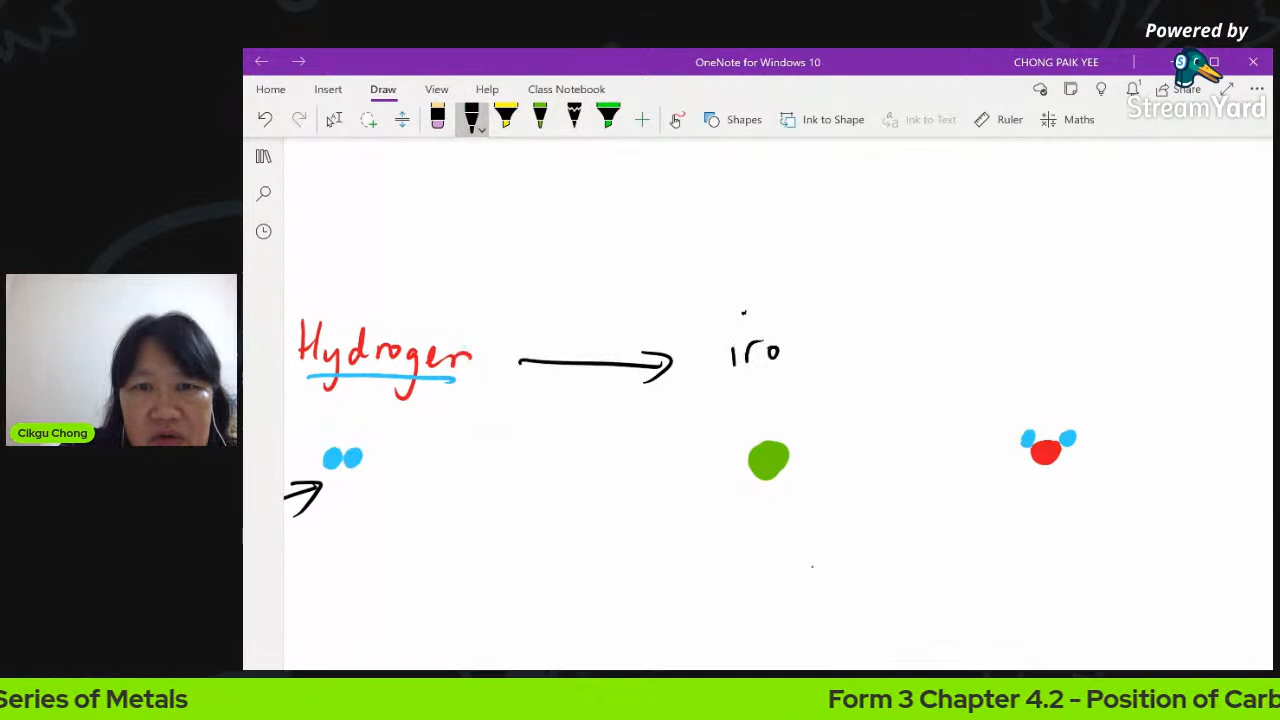 Powered by
StreamYard
OneNote for Windows 10
CHONG PAIK YEE
Home Insert Draw View Help Class Notebook
Share
Shapes Ink to Shape Ink to Text Ruler Maths
Hydrogen
iro
Cikgu Chong
Series of Metals
Form 3 Chapter 4.2 - Position of Carb